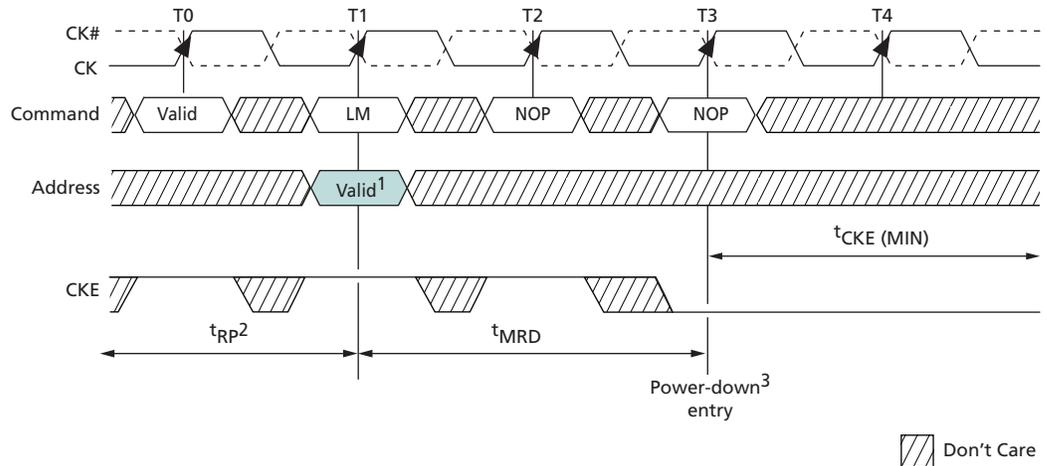 T0 T1 T2 T3 T4
CK#
CK
Command Valid LM NOP NOP
Address Valid1
tCKE (MIN)
CKE
tRP2 tMRD
Power-down3
entry
Don't Care